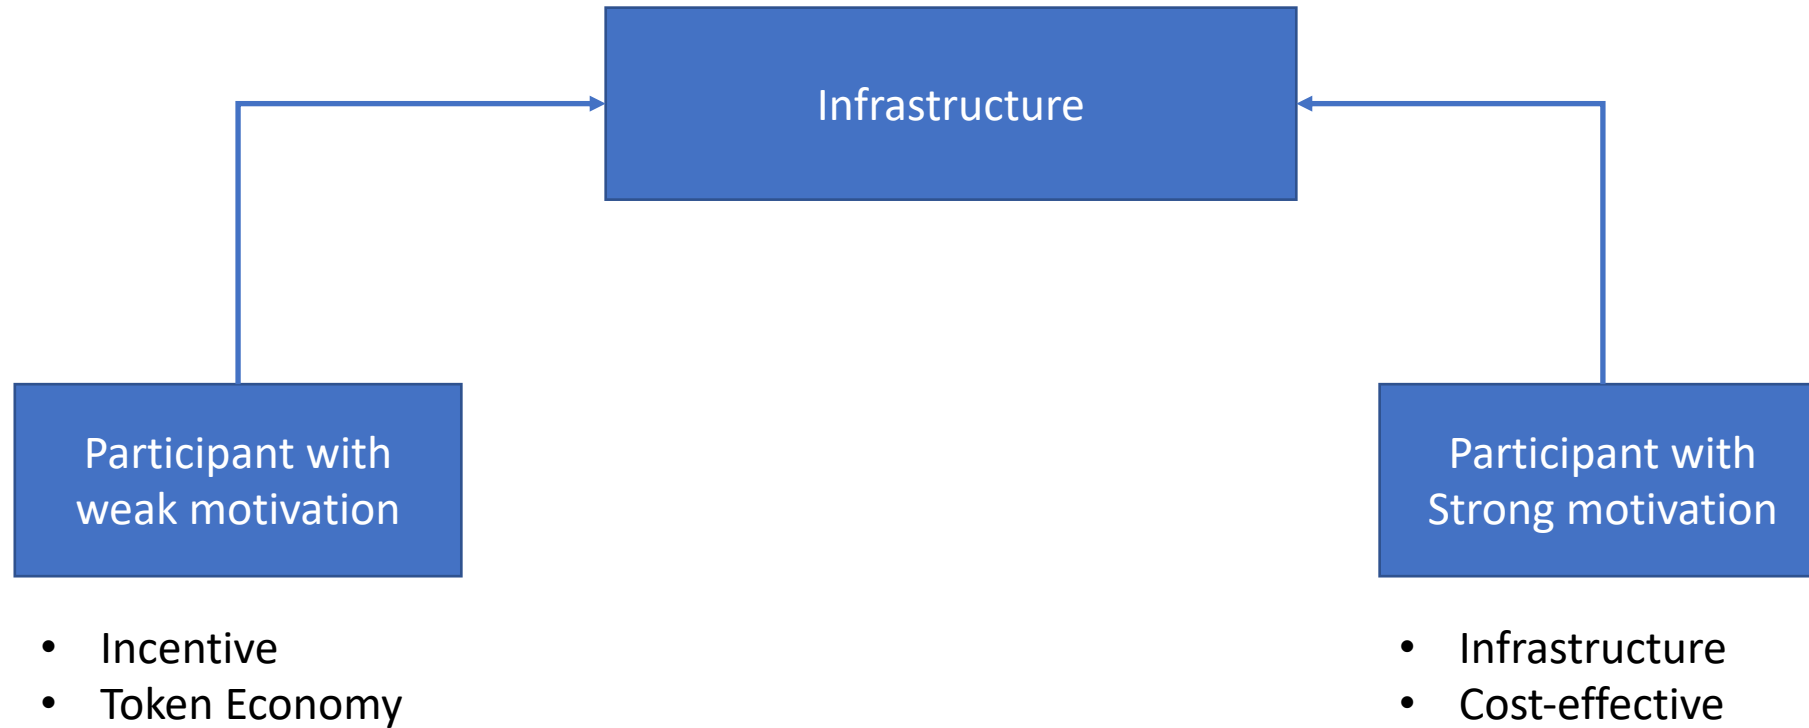 Infrastructure
Participant with
weak motivation
Participant with
Strong motivation
• Incentive
• Token Economy
• Infrastructure
• Cost-effective